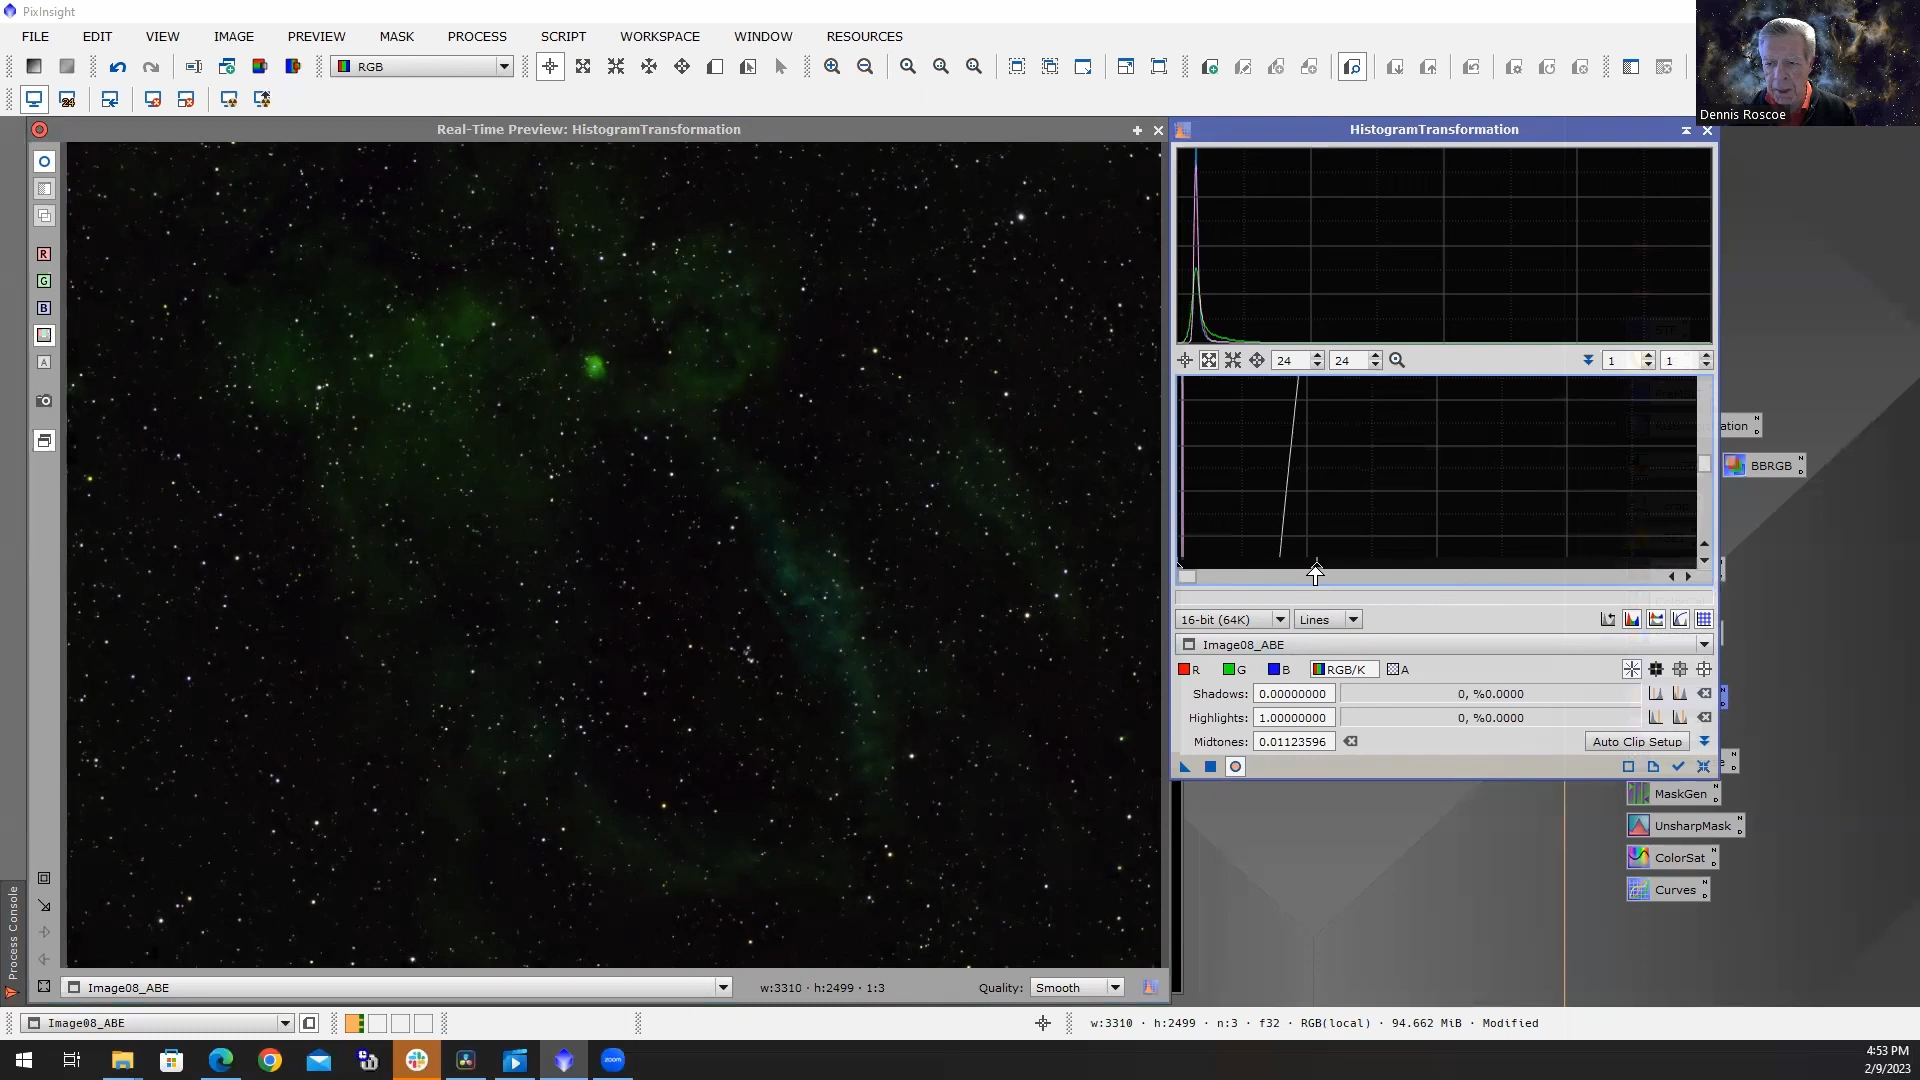 PixInsight
FILE EDIT VIEW IMAGE PREVIEW MASK PROCESS SCRIPT WORKSPACE WINDOW RESOURCES
RGB
24
Dennis Roscoe
Real-Time Preview: HistogramTransformation
HistogramTransformation
R
G
B
A
24 24 1 1
16-bit (64K) Lines
Image08_ABE
R G B RGB/K A
Shadows: 0.00000000 0, %0.0000
Highlights: 1.00000000 0, %0.0000
Midtones: 0.01123596 Auto Clip Setup
STF
ation
BBRGB
MaskGen
UnsharpMask
ColorSat
Curves
Process Console
Image08_ABE w:3310 · h:2499 · 1:3 Quality: Smooth
Image08_ABE w:3310 · h:2499 · n:3 · f32 · RGB(local) · 94.662 MiB · Modified
zoom
4:53 PM
2/9/2023